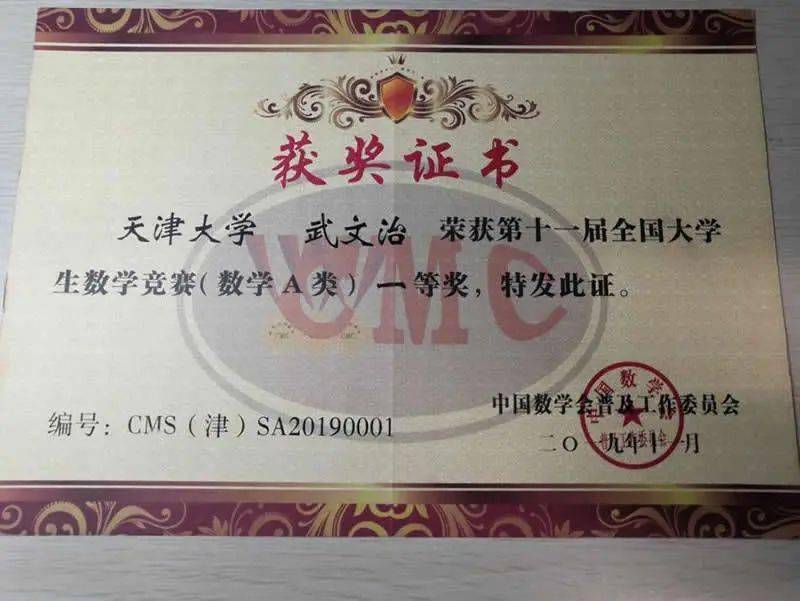 获奖证书
天津大学 武文治 荣获第十一届全国大学
生数学竞赛(数学A类) 一等奖,特发此证。
CMC
编号:CMS(津)SA20190001
中国数学会普及工作委员会
二〇一九年十一月